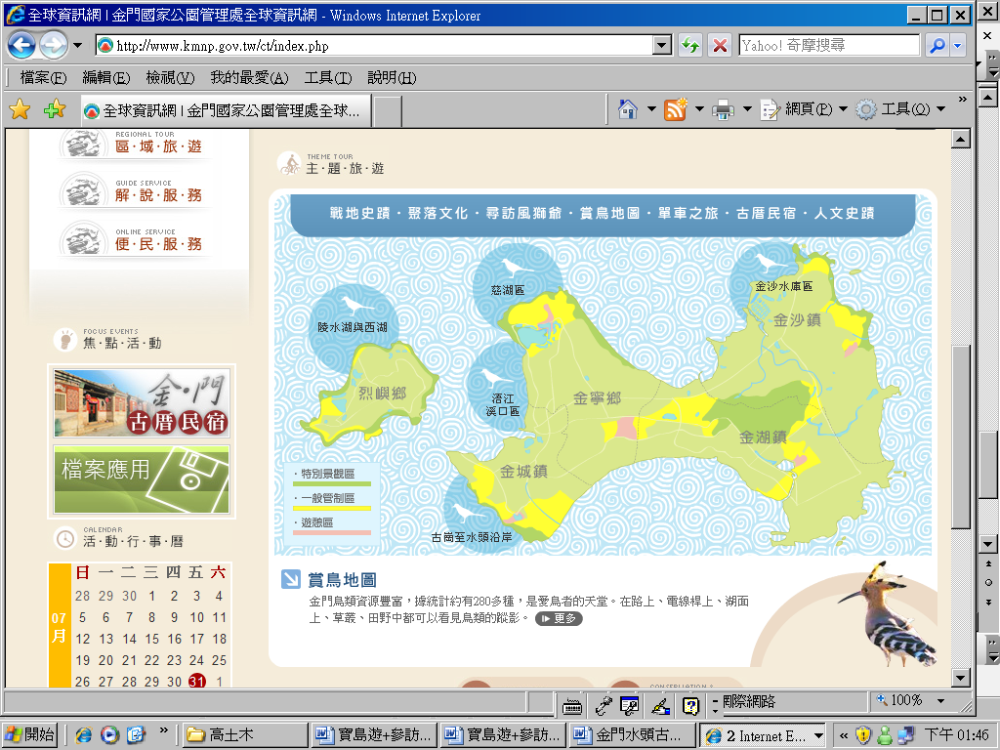 全球資訊網 | 金門國家公園管理處全球資訊網 - Windows Internet Explorer
http://www.kmnp.gov.tw/ct/index.php
Yahoo! 奇摩搜尋
檔案(F) 編輯(E) 檢視(V) 我的最愛(A) 工具(T) 說明(H)
全球資訊網 | 金門國家公園管理處全球...
網頁(P) 工具(O) »
REGIONAL TOUR
區‧域‧旅‧遊
GUIDE SERVICE
解‧說‧服‧務
ONLINE SERVICE
便‧民‧服‧務
FOCUS EVENTS
焦‧點‧活‧動
金‧門
古厝民宿
檔案應用
CALENDAR
活‧動‧行‧事‧曆
07
月
日 一 二 三 四 五 六
28 29 30 1 2 3 4
5 6 7 8 9 10 11
12 13 14 15 16 17 18
19 20 21 22 23 24 25
26 27 28 29 30 31 1
THEME TOUR
主‧題‧旅‧遊
戰地史蹟‧聚落文化‧尋訪風獅爺‧賞鳥地圖‧單車之旅‧古厝民宿‧人文史蹟
慈湖區
金沙水庫區
陵水湖與西湖
金沙鎮
烈嶼鄉
浯江
溪口區
金寧鄉
金湖鎮
金城鎮
古崗至水頭沿岸
‧特別景觀區
‧一般管制區
‧遊憩區
賞鳥地圖
金門鳥類資源豐富，據統計約有280多種，是愛鳥者的天堂。在路上、電線桿上、湖面
上、草叢、田野中都可以看見鳥類的蹤影。 更多
網際網路
100%
開始
»
高土木
寶島遊+參訪...
寶島遊+參訪...
金門水頭古...
2 Internet E...
«
下午 01:46